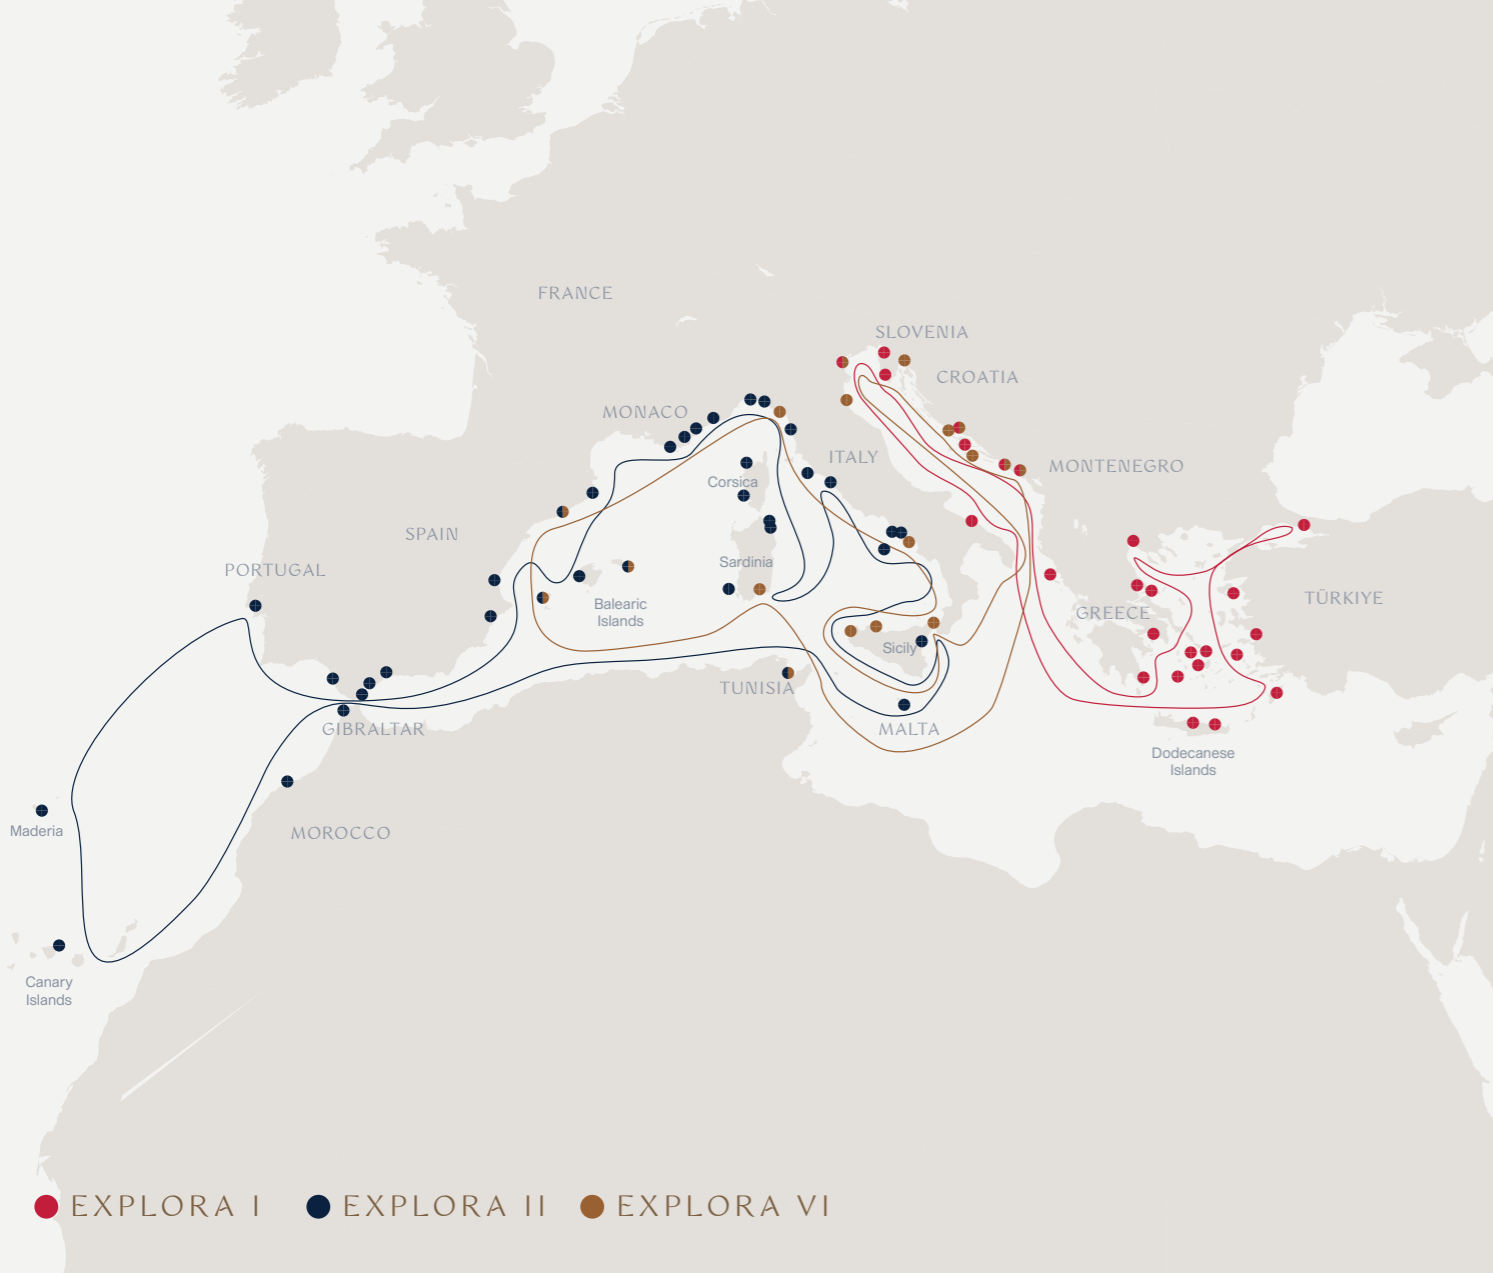 FRANCE
SLOVENIA
CROATIA
MONACO
ITALY
MONTENEGRO
Corsica
SPAIN
Sardinia
PORTUGAL
TÜRKIYE
Balearic
Islands
GREECE
Sicily
TUNISIA
GIBRALTAR
MALTA
Dodecanese
Islands
Maderia
MOROCCO
Canary
Islands
EXPLORA I
EXPLORA II
EXPLORA VI